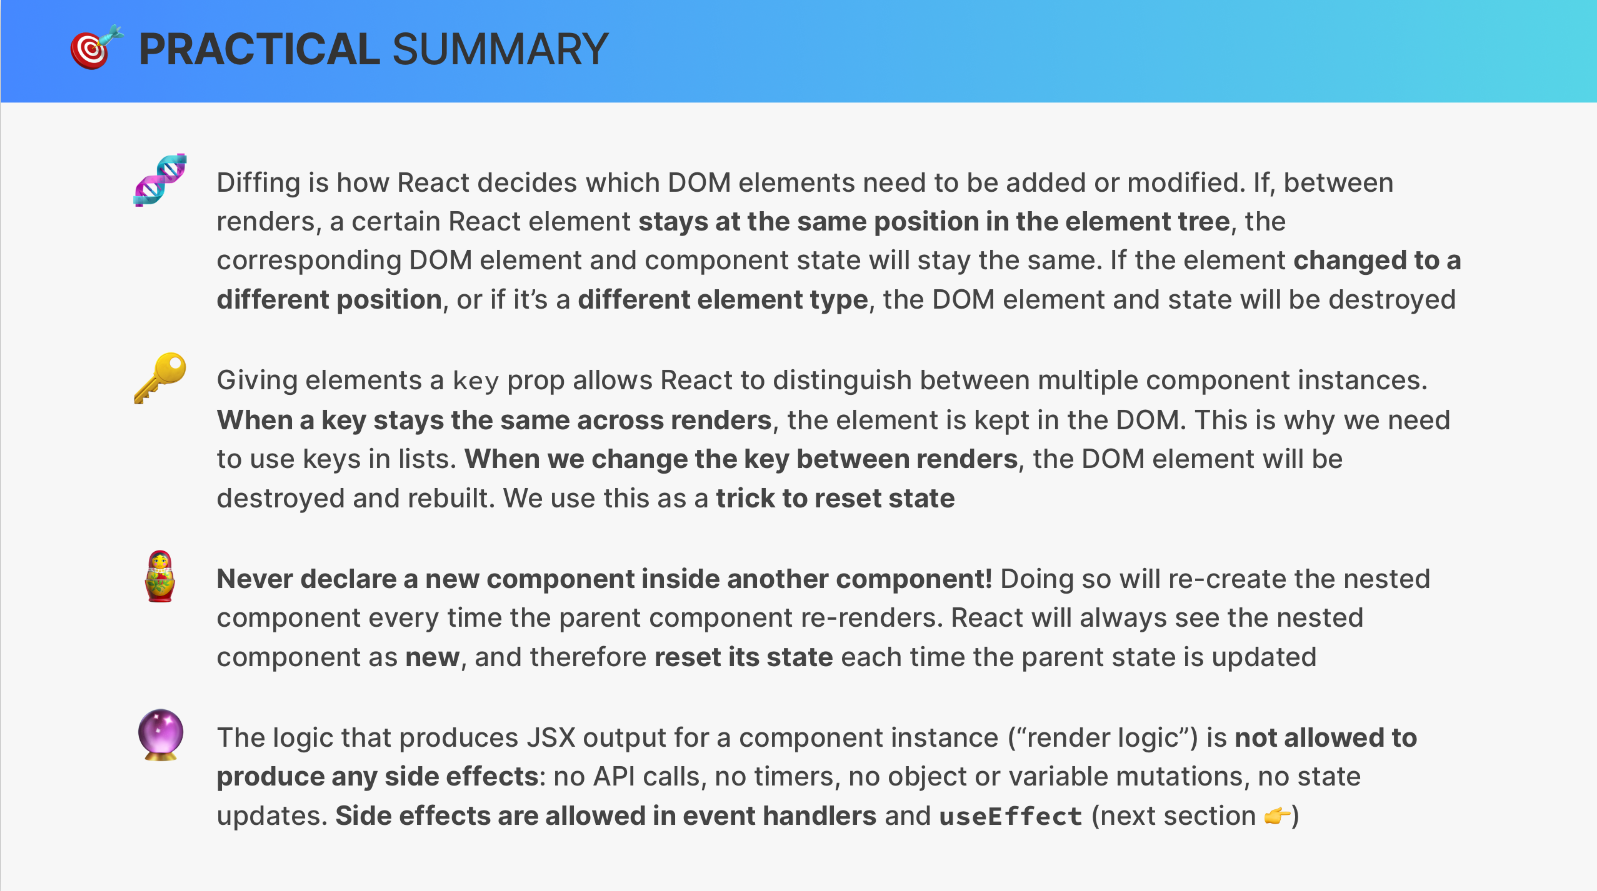 🎯 PRACTICAL SUMMARY
Diffing is how React decides which DOM elements need to be added or modified. If, between
renders, a certain React element stays at the same position in the element tree, the
corresponding DOM element and component state will stay the same. If the element changed to a
different position, or if it’s a different element type, the DOM element and state will be destroyed
Giving elements a key prop allows React to distinguish between multiple component instances.
When a key stays the same across renders, the element is kept in the DOM. This is why we need
to use keys in lists. When we change the key between renders, the DOM element will be
destroyed and rebuilt. We use this as a trick to reset state
Never declare a new component inside another component! Doing so will re-create the nested
component every time the parent component re-renders. React will always see the nested
component as new, and therefore reset its state each time the parent state is updated
The logic that produces JSX output for a component instance (“render logic”) is not allowed to
produce any side effects: no API calls, no timers, no object or variable mutations, no state
updates. Side effects are allowed in event handlers and useEffect (next section 👉)